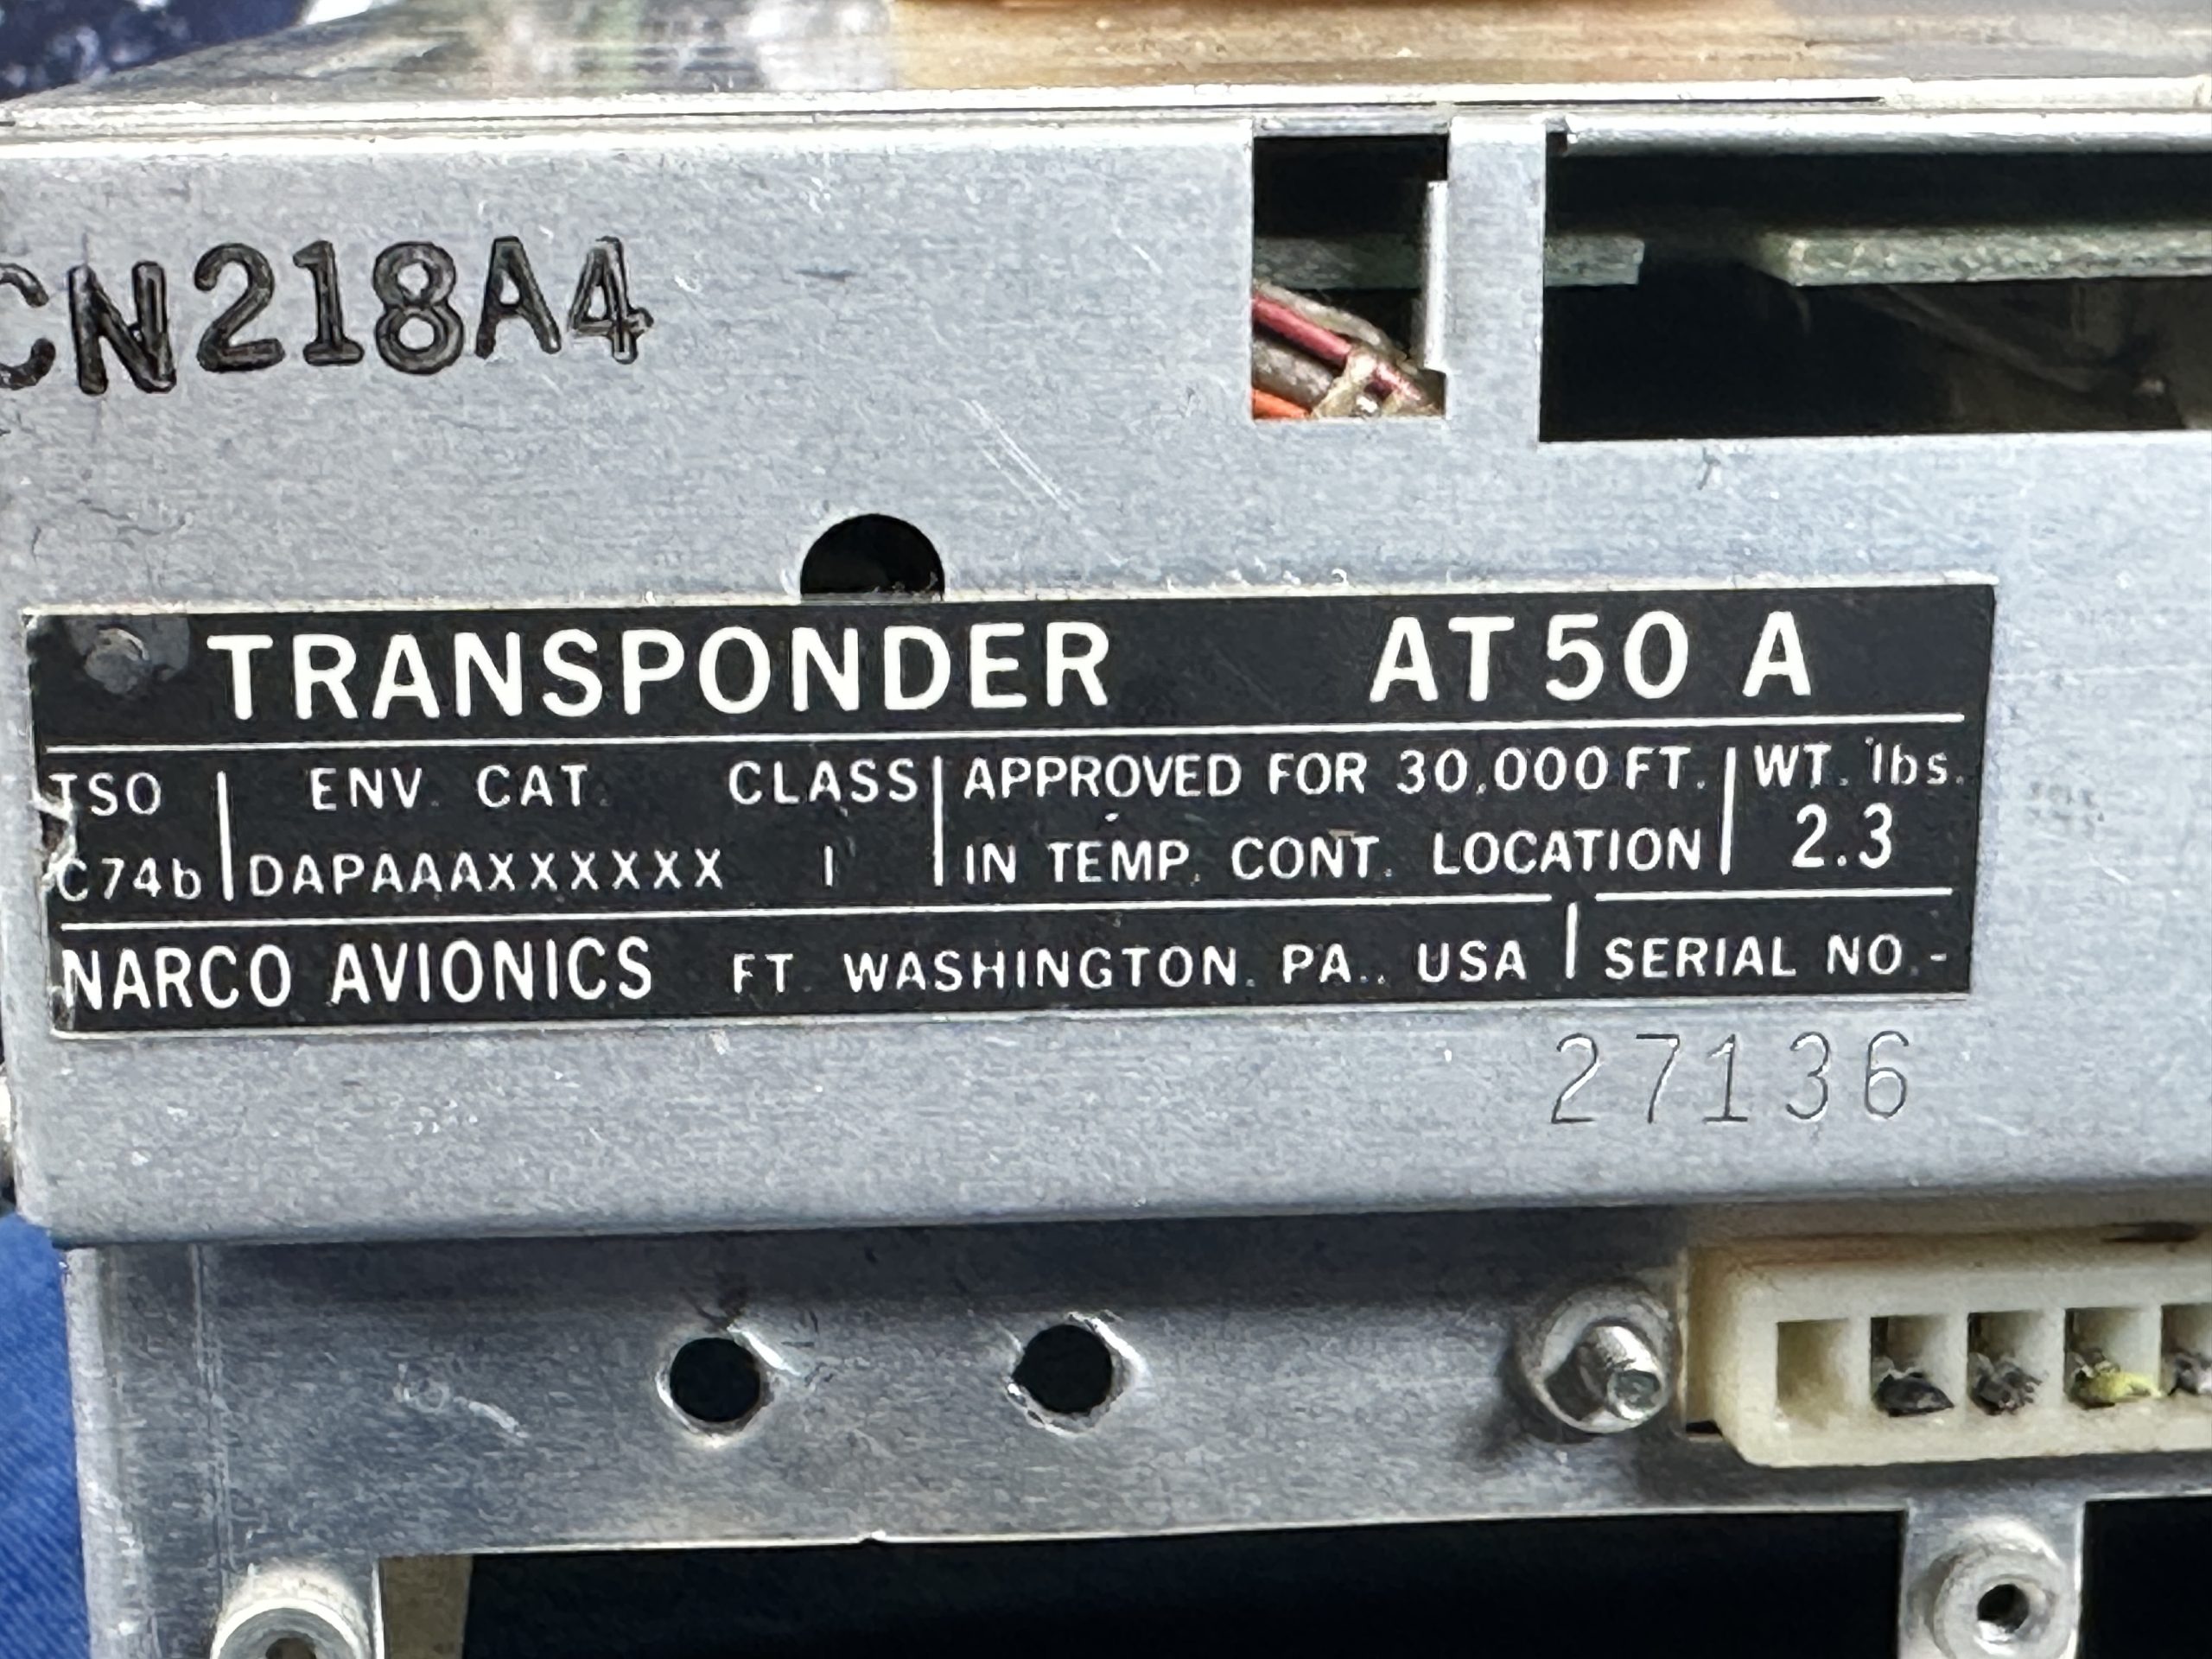 CN218A4
TRANSPONDER AT50 A
TSO ENV. CAT. CLASS APPROVED FOR 30,000 FT. WT. lbs.
C74b DAPAAAXXXXXX I IN TEMP. CONT. LOCATION 2.3
NARCO AVIONICS FT. WASHINGTON, PA., USA SERIAL NO.-
27136